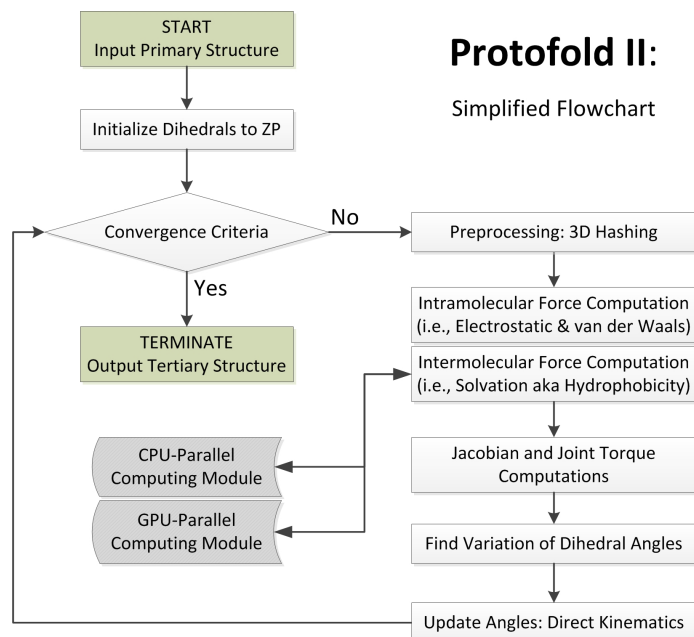 START
Input Primary Structure
Protofold II:
Simplified Flowchart
Initialize Dihedrals to ZP
Convergence Criteria
No
Yes
Preprocessing: 3D Hashing
Intramolecular Force Computation
(i.e., Electrostatic & van der Waals)
TERMINATE
Output Tertiary Structure
Intermolecular Force Computation
(i.e., Solvation aka Hydrophobicity)
CPU-Parallel
Computing Module
Jacobian and Joint Torque
Computations
GPU-Parallel
Computing Module
Find Variation of Dihedral Angles
Update Angles: Direct Kinematics